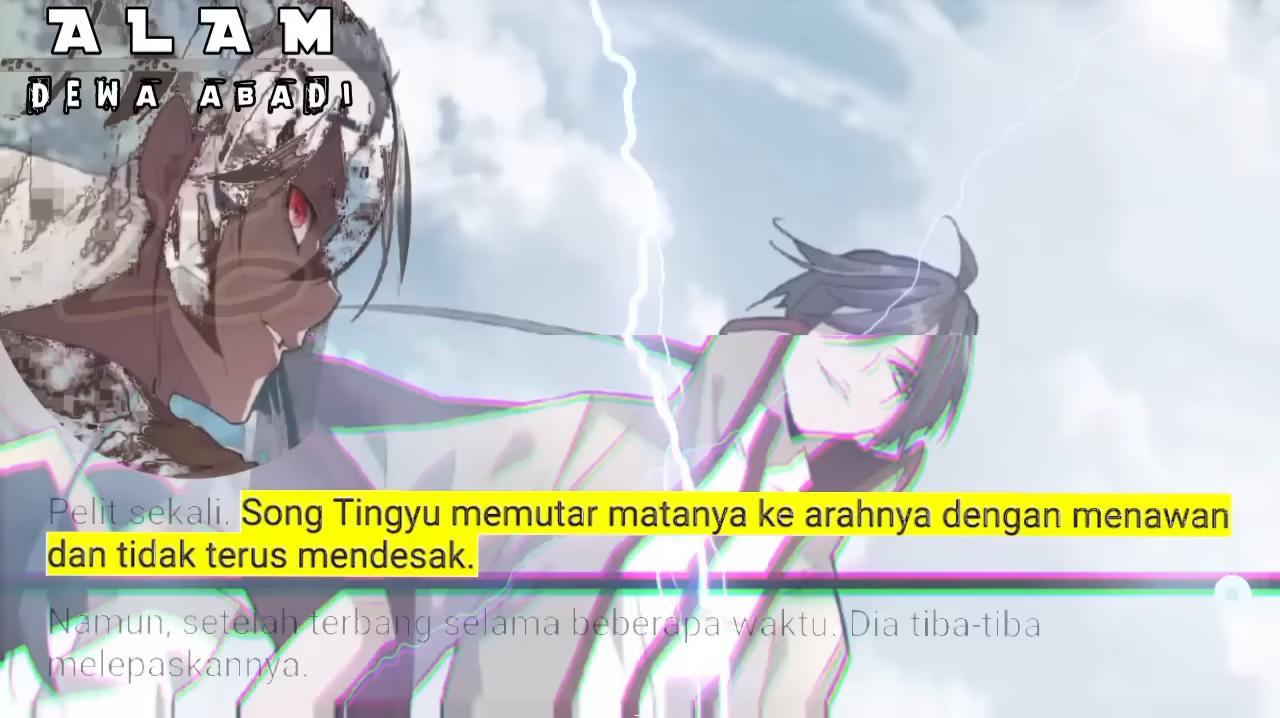 ALAM
DEWA ABADI
Pelit sekali. Song Tingyu memutar matanya ke arahnya dengan menawan
dan tidak terus mendesak.
Namun, setelah terbang selama beberapa waktu. Dia tiba-tiba
melepaskannya.